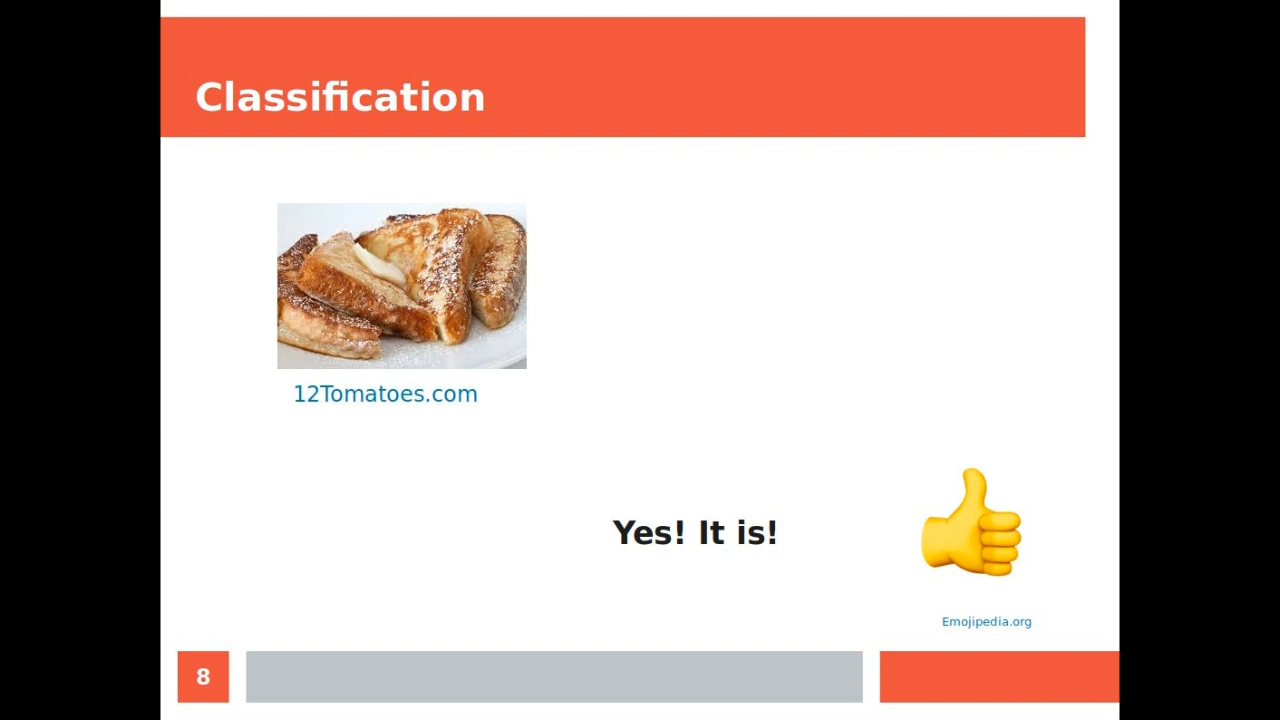 Classification
12Tomatoes.com
Yes! It is!
Emojipedia.org
8